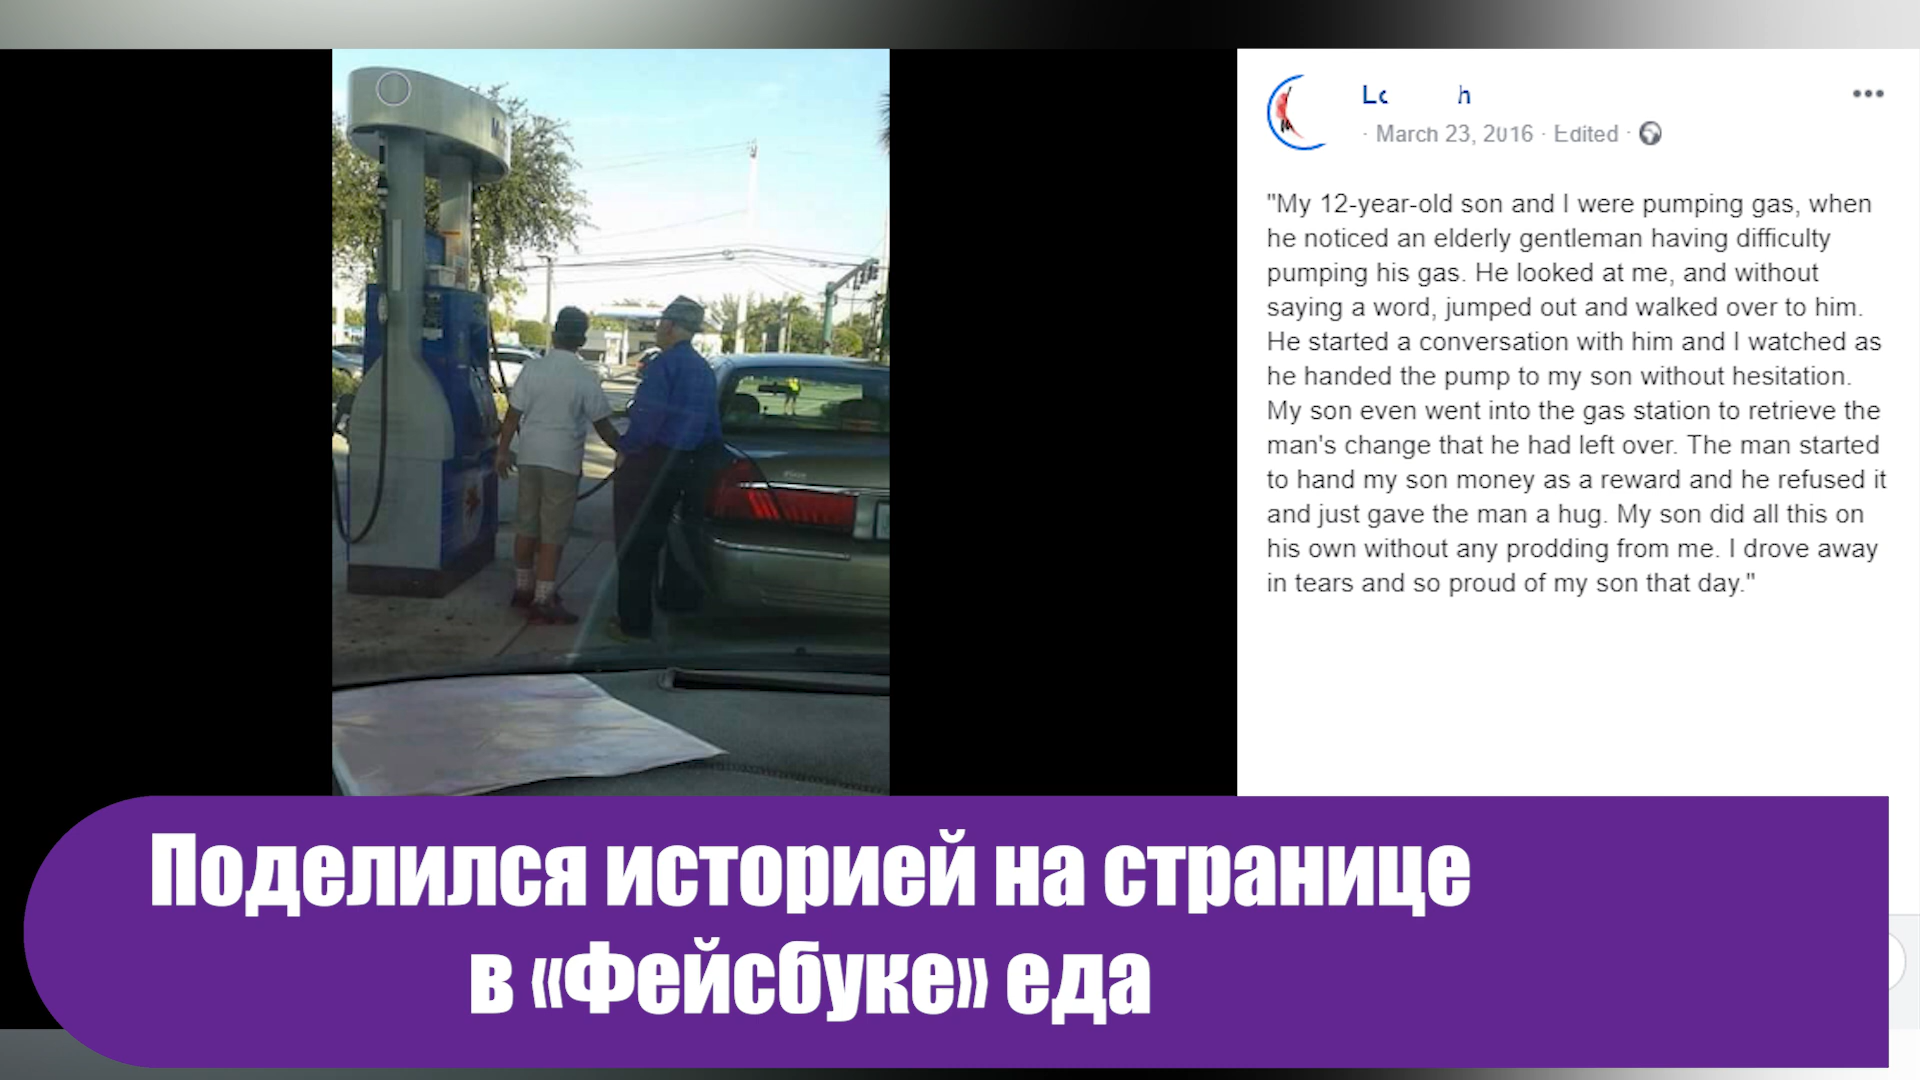 · March 23, 2016 · Edited ·
"My 12-year-old son and I were pumping gas, when
he noticed an elderly gentleman having difficulty
pumping his gas. He looked at me, and without
saying a word, jumped out and walked over to him.
He started a conversation with him and I watched as
he handed the pump to my son without hesitation.
My son even went into the gas station to retrieve the
man's change that he had left over. The man started
to hand my son money as a reward and he refused it
and just gave the man a hug. My son did all this on
his own without any prodding from me. I drove away
in tears and so proud of my son that day."
Поделился историей на странице
в «Фейсбуке» еда